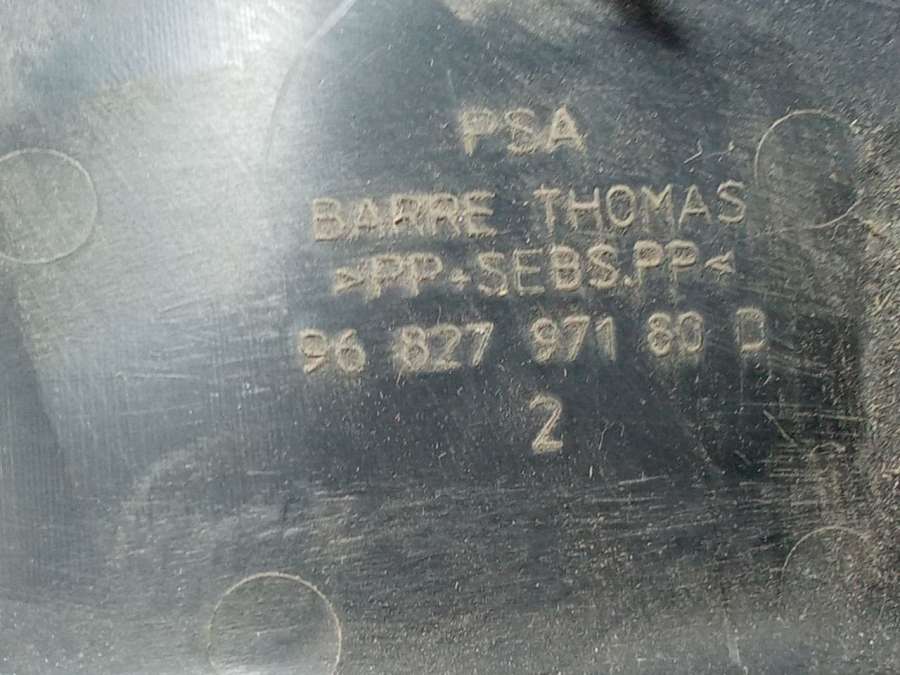 PSA
BARRE THOMAS
>PP+SEBS.PP<
96 827 971 80 D
2